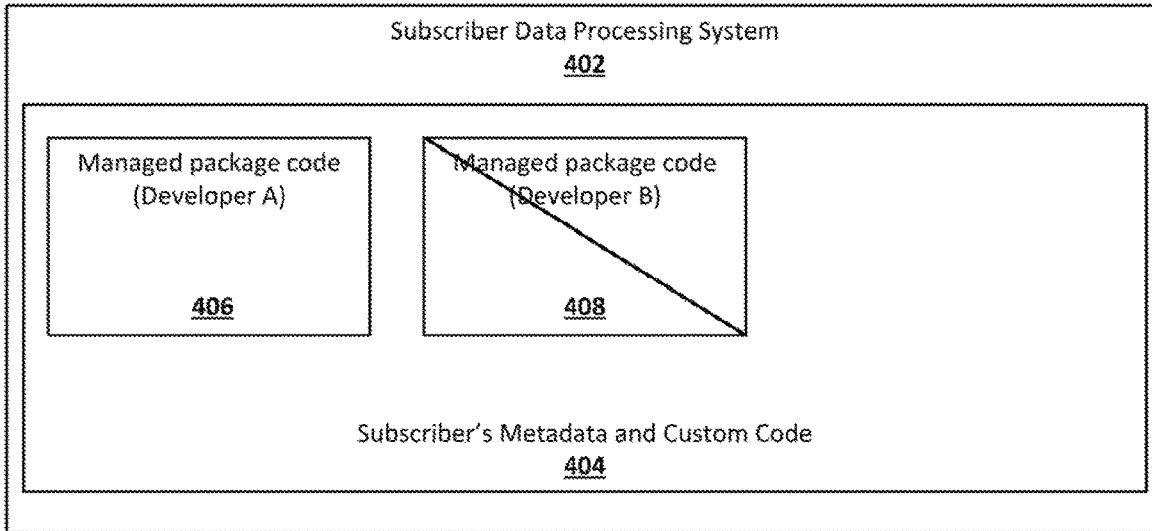 Subscriber Data Processing System
402
Managed package code
(Developer A)
406
Managed package code
(Developer B)
408
Subscriber's Metadata and Custom Code
404